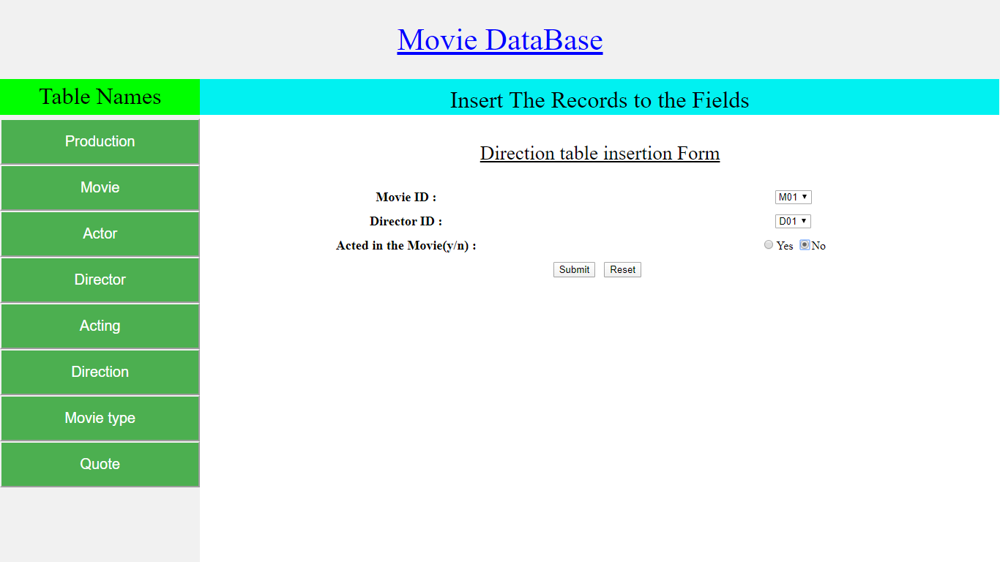 Movie DataBase
Table Names
Insert The Records to the Fields
Production
Movie
Actor
Director
Acting
Direction
Movie type
Quote
Direction table insertion Form
Movie ID : M01
Director ID : D01
Acted in the Movie(y/n) : Yes No
Submit Reset